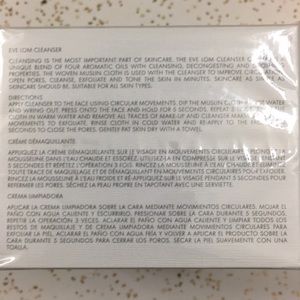 EVE LOM CLEANSER
CLEANSING IS THE MOST IMPORTANT PART OF SKINCARE. THE EVE LOM CLEANSER
UNIQUE BLEND OF FOUR AROMATIC OILS WITH CLEANSING, DECONGESTING AND
PROPERTIES. THE WOVEN MUSLIN CLOTH IS USED WITH THE CLEANSER TO IMPROVE CIRCULATION,
OPEN PORES, CLEANSE, EXFOLIATE AND TONE THE SKIN IN MINUTES. SKINCARE AS
SKINCARE SHOULD BE. SUITABLE FOR ALL SKIN TYPES.
DIRECTIONS
APPLY CLEANSER TO THE FACE USING CIRCULAR MOVEMENTS. DIP THE MUSLIN
AND WRING OUT. PRESS ONTO THE FACE AND HOLD FOR 5 SECONDS. REPEAT
CLOTH IN WARM WATER AND REMOVE ALL TRACES OF MAKE-UP AND CLEANSER
MOVEMENTS TO EXFOLIATE. RINSE CLOTH IN COLD WATER AND RE-APPLY TO THE
SECONDS TO CLOSE THE PORES. GENTLY PAT SKIN DRY WITH A TOWEL.
CRÈME DÉMAQUILLANTE
APPLIQUEZ LA CRÈME DÉMAQUILLANTE SUR LE VISAGE EN MOUVEMENTS CIRCULAIRES.
MOUSSELINE DANS L'EAU CHAUDE ET ESSOREZ. APPLIQUEZ-LA EN COMPRESSE SUR LE VISAGE
5 SECONDES ET RÉPÉTEZ L'OPÉRATION 3 FOIS. RINCEZ LA MOUSSELINE À L'EAU CHAUDE ET
TOUTE TRACE DE MAQUILLAGE ET DE DÉMAQUILLANT EN MOUVEMENTS CIRCULAIRES POUR EXFOLIER.
RINCEZ LA MOUSSELINE À L'EAU FROIDE ET APPLIQUEZ SUR LE VISAGE PENDANT 5 SECONDES POUR
REFERMER LES PORES. SÉCHEZ LA PEAU PROPRE EN TAPOTANT AVEC UNE SERVIETTE.
CREMA LIMPIADORA
APLICAR LA CREMA LIMPIADORA SOBRE LA CARA MEDIANTE MOVIMIENTOS CIRCULARES. MOJAR EL
PAÑO CON AGUA CALIENTE Y ESCURRIRLO. PRESIONAR SOBRE LA CARA DURANTE 5 SEGUNDOS.
REPETIR LA OPERACIÓN 3 VECES. ACLARAR EL PAÑO CON AGUA CALIENTE Y LIMPIAR TODOS LOS
RESTOS DE MAQUILLAJE Y DE CREMA LIMPIADORA CON MOVIMIENTOS CIRCULARES PARA
EXFOLIAR. ACLARAR EL PAÑO CON AGUA FRÍA Y VOLVER A APLICAR EL PRODUCTO SOBRE LA
CARA DURANTE 5 SEGUNDOS PARA CERRAR LOS POROS. SECAR LA PIEL SUAVEMENTE CON UNA
TOALLA.